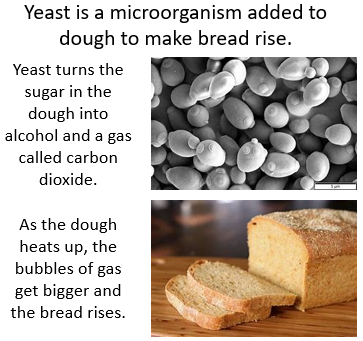 Yeast is a microorganism added to
dough to make bread rise.
Yeast turns the
sugar in the
dough into
alcohol and a gas
called carbon
dioxide.
5 µm
As the dough
heats up, the
bubbles of gas
get bigger and
the bread rises.